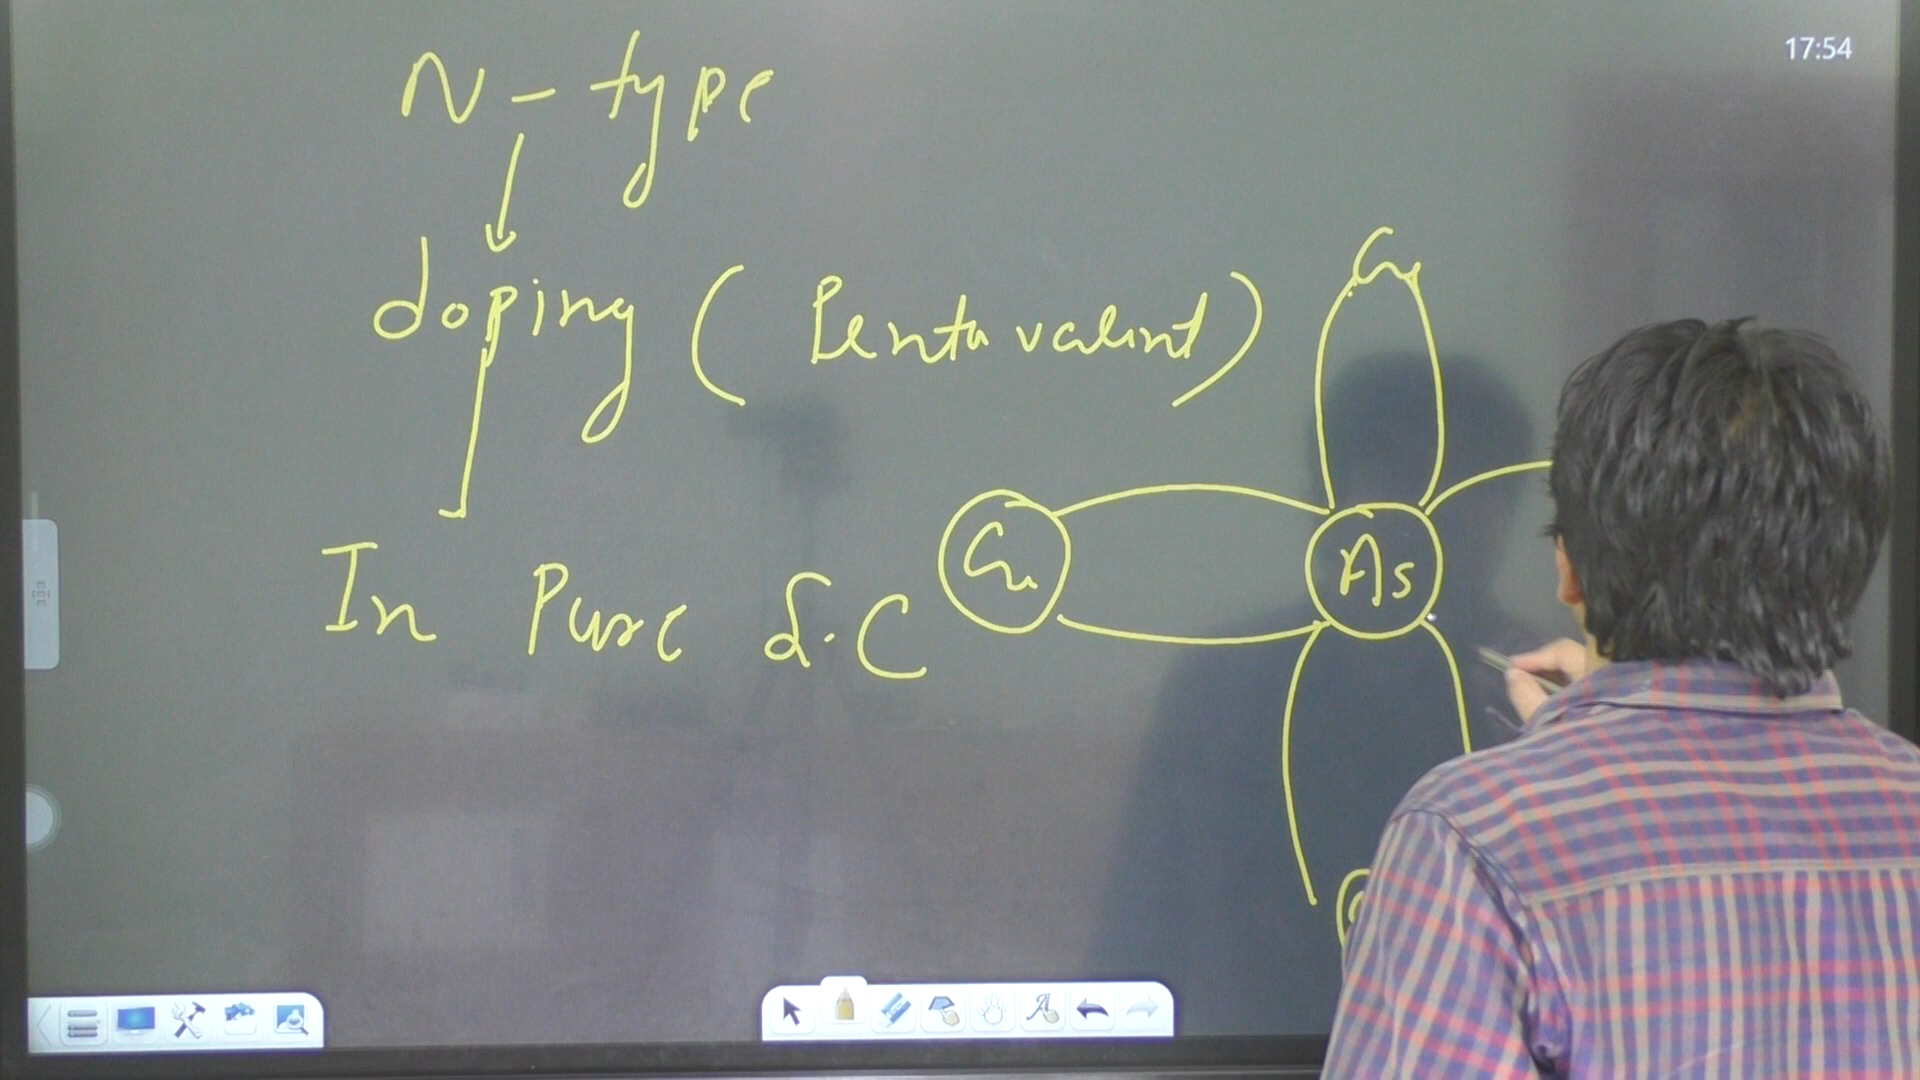 17:54
N - type
doping (Pentavalent)
In Pure S.C
Ge
Ge
As